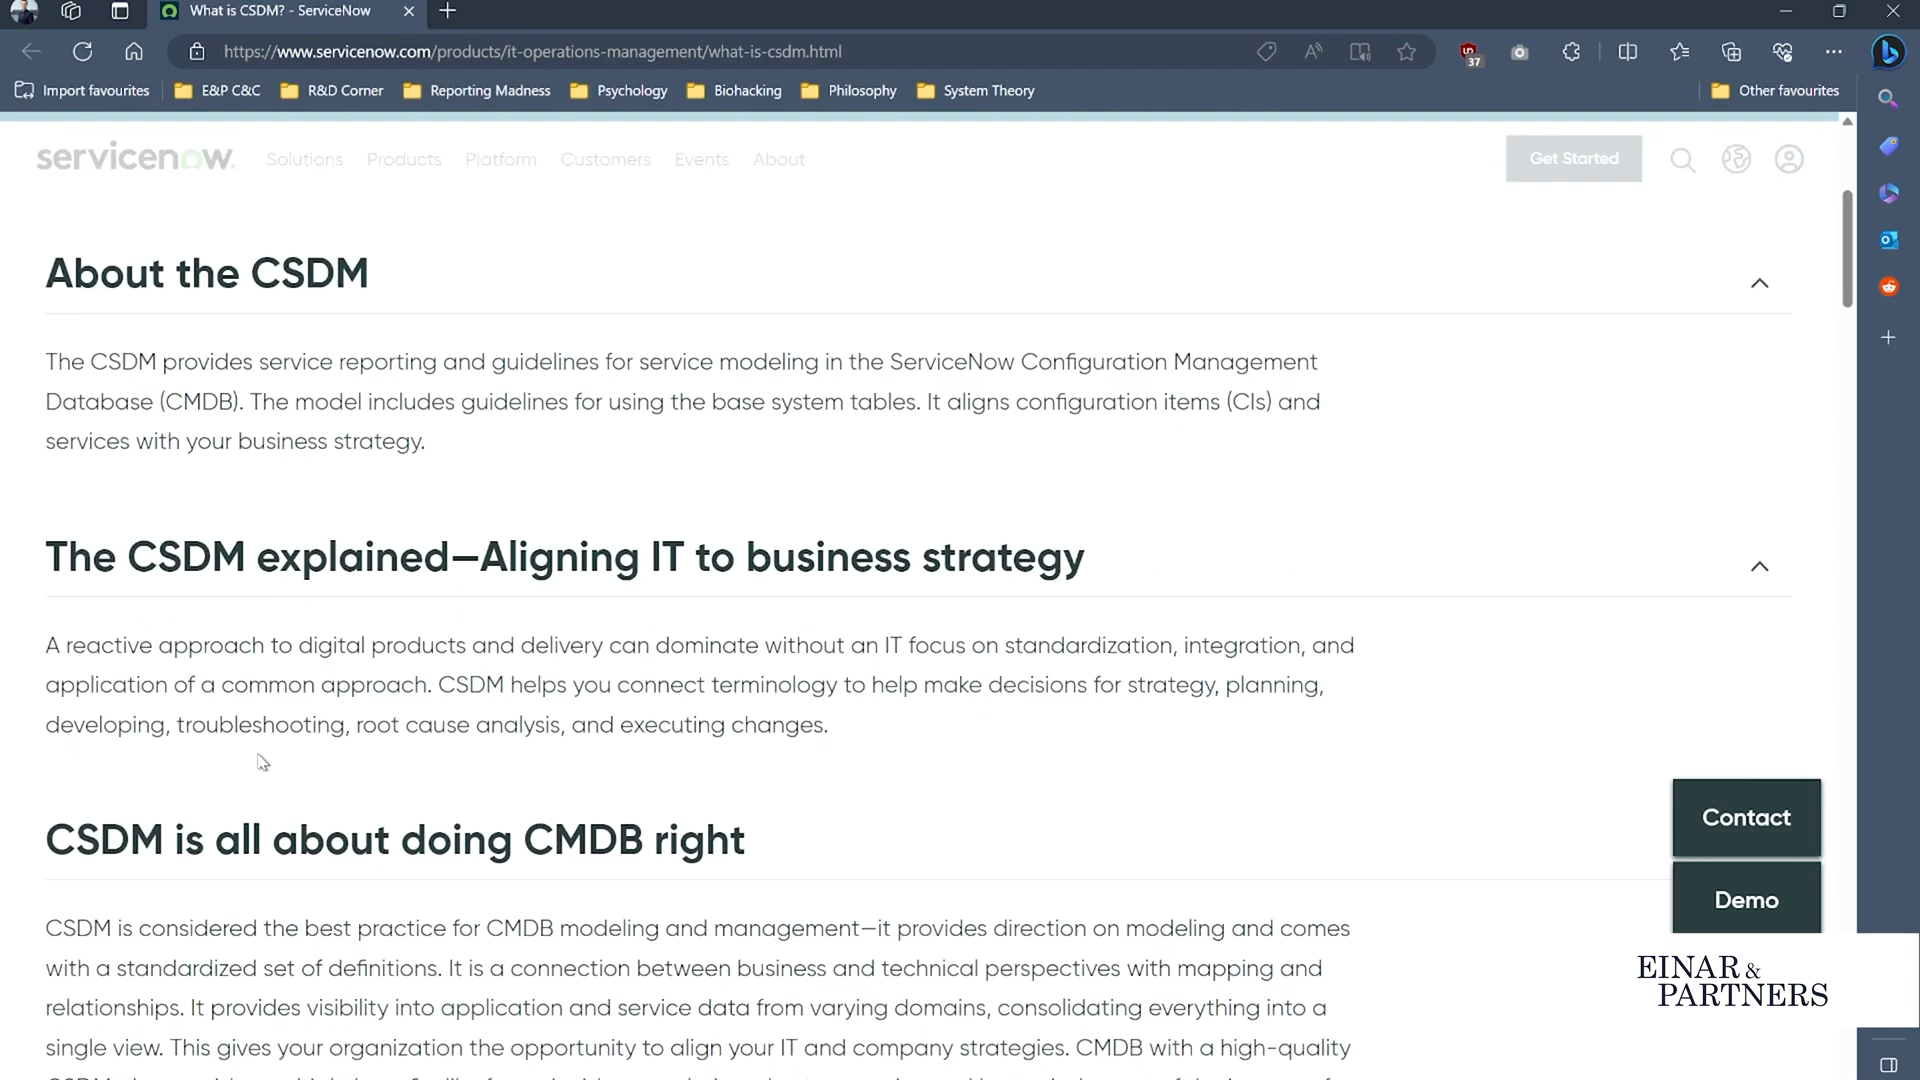 What is CSDM? - ServiceNow
https://www.servicenow.com/products/it-operations-management/what-is-csdm.html
37
Import favourites E&P C&C R&D Corner Reporting Madness Psychology Biohacking Philosophy System Theory Other favourites
servicenow. Solutions Products Platform Customers Events About Get Started
About the CSDM
The CSDM provides service reporting and guidelines for service modeling in the ServiceNow Configuration Management
Database (CMDB). The model includes guidelines for using the base system tables. It aligns configuration items (CIs) and
services with your business strategy.
The CSDM explained—Aligning IT to business strategy
A reactive approach to digital products and delivery can dominate without an IT focus on standardization, integration, and
application of a common approach. CSDM helps you connect terminology to help make decisions for strategy, planning,
developing, troubleshooting, root cause analysis, and executing changes.
CSDM is all about doing CMDB right
CSDM is considered the best practice for CMDB modeling and management—it provides direction on modeling and comes
with a standardized set of definitions. It is a connection between business and technical perspectives with mapping and
relationships. It provides visibility into application and service data from varying domains, consolidating everything into a
single view. This gives your organization the opportunity to align your IT and company strategies. CMDB with a high-quality
Contact
Demo
EINAR &
PARTNERS